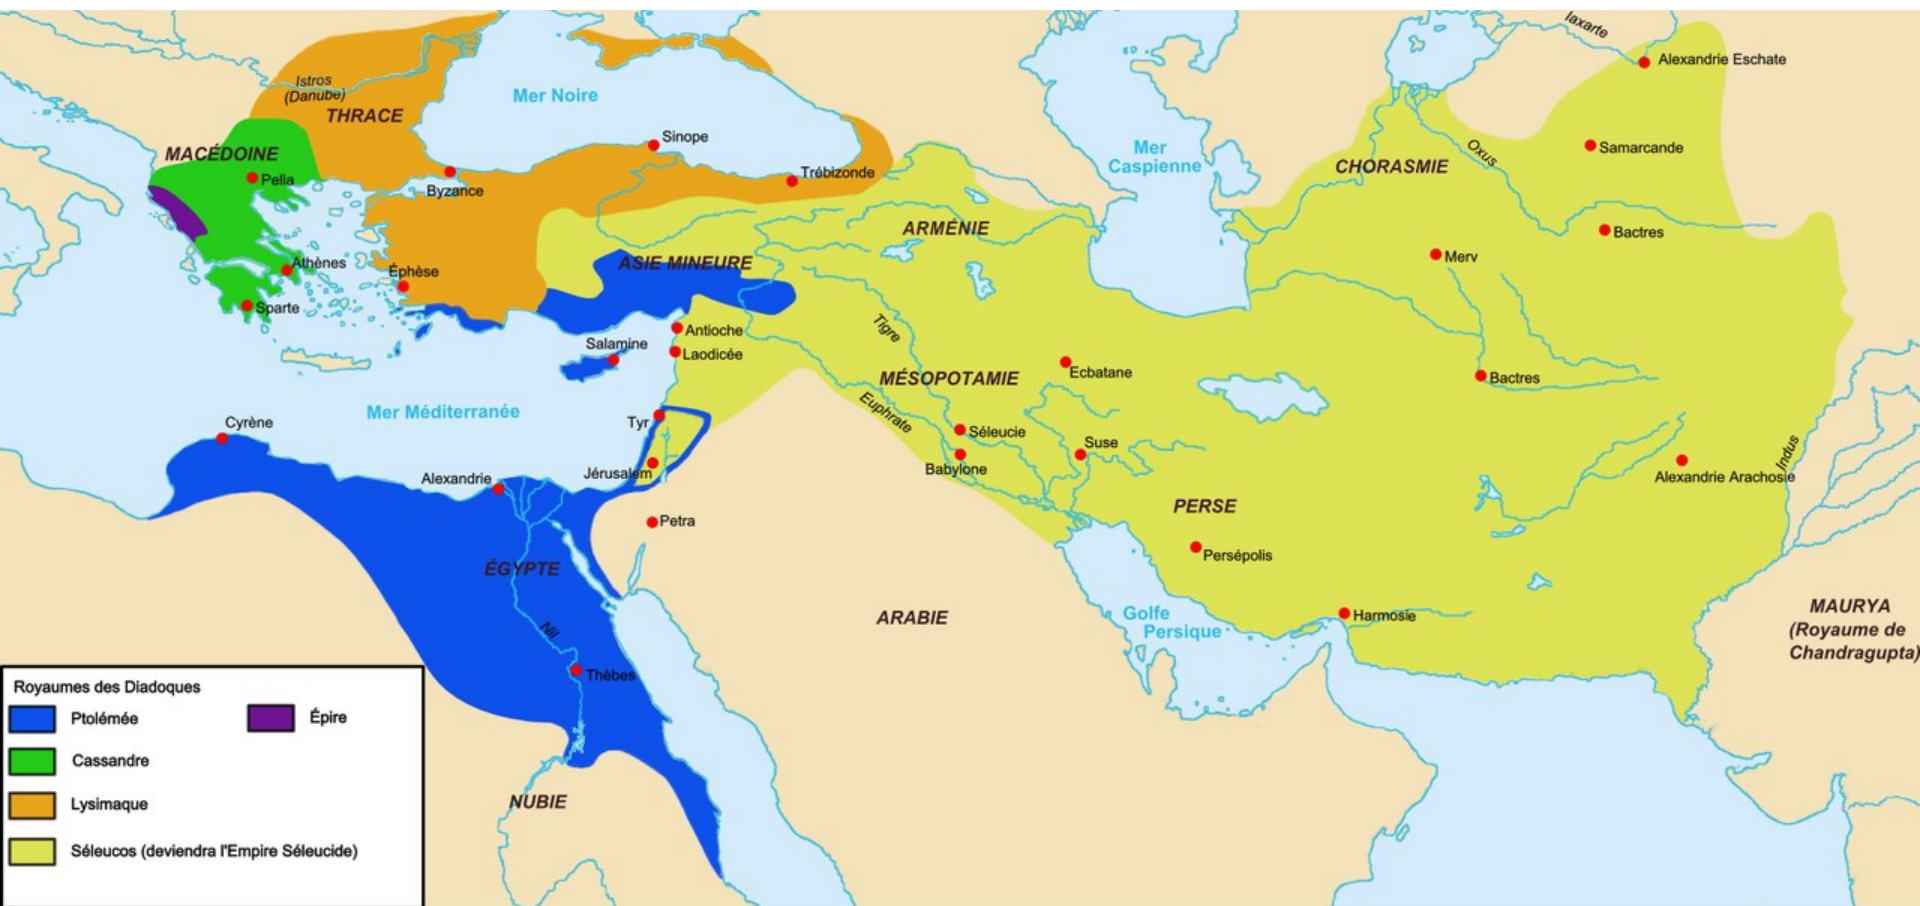 Iaxarte
Alexandrie Eschate
Istros
(Danube)
THRACE
Mer Noire
Sinope
Mer
Caspienne
Samarcande
Oxus
CHORASMIE
MACÉDOINE
Pella
Byzance
Trébizonde
ARMÉNIE
Bactres
Merv
Athènes
Éphèse
ASIE MINEURE
Sparte
Antioche
Salamine
Laodicée
Tigre
MÉSOPOTAMIE
Ecbatane
Bactres
Mer Méditerranée
Cyrène
Tyr
Euphrate
Séleucie
Suse
Babylone
Indus
Alexandrie Arachosie
Alexandrie
Jérusalem
Petra
PERSE
Persépolis
ÉGYPTE
ARABIE
Golfe
Persique
Harmosie
MAURYA
(Royaume de
Chandragupta)
Nil
Thèbes
NUBIE
Royaumes des Diadoques
Ptolémée
Épire
Cassandre
Lysimaque
Séleucos (deviendra l'Empire Séleucide)